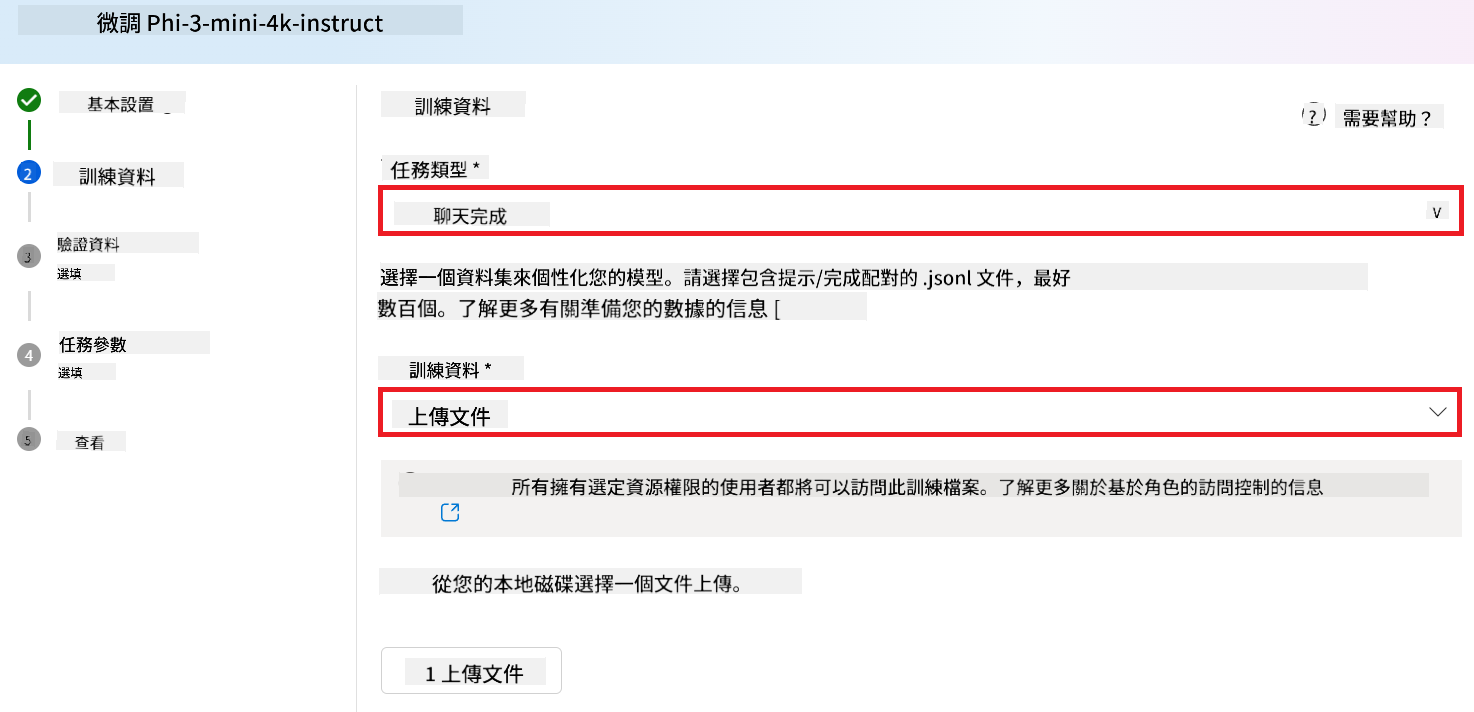 微調 Phi-3-mini-4k-instruct
基本設置
2
訓練資料
3
驗證資料
選填
4
任務參數
選填
5
查看
訓練資料
? 需要幫助？
任務類型 *
聊天完成
選擇一個資料集來個性化您的模型。請選擇包含提示/完成配對的 .jsonl 文件，最好
數百個。了解更多有關準備您的數據的信息 [
訓練資料 *
上傳文件
所有擁有選定資源權限的使用者都將可以訪問此訓練檔案。了解更多關於基於角色的訪問控制的信息
從您的本地磁碟選擇一個文件上傳。
1 上傳文件